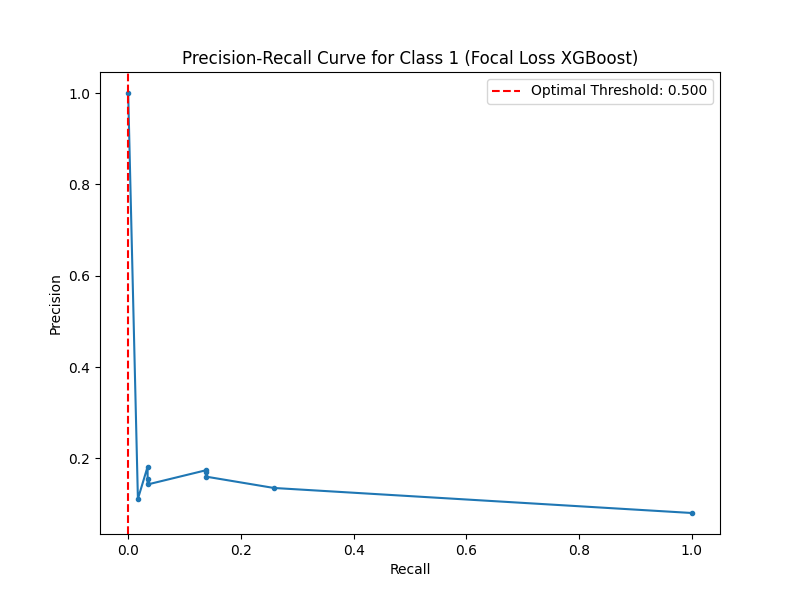 Precision-Recall Curve for Class 1 (Focal Loss XGBoost)
Optimal Threshold: 0.500
1.0
0.8
0.6
0.4
0.2
Precision
0.0 0.2 0.4 0.6 0.8 1.0
Recall